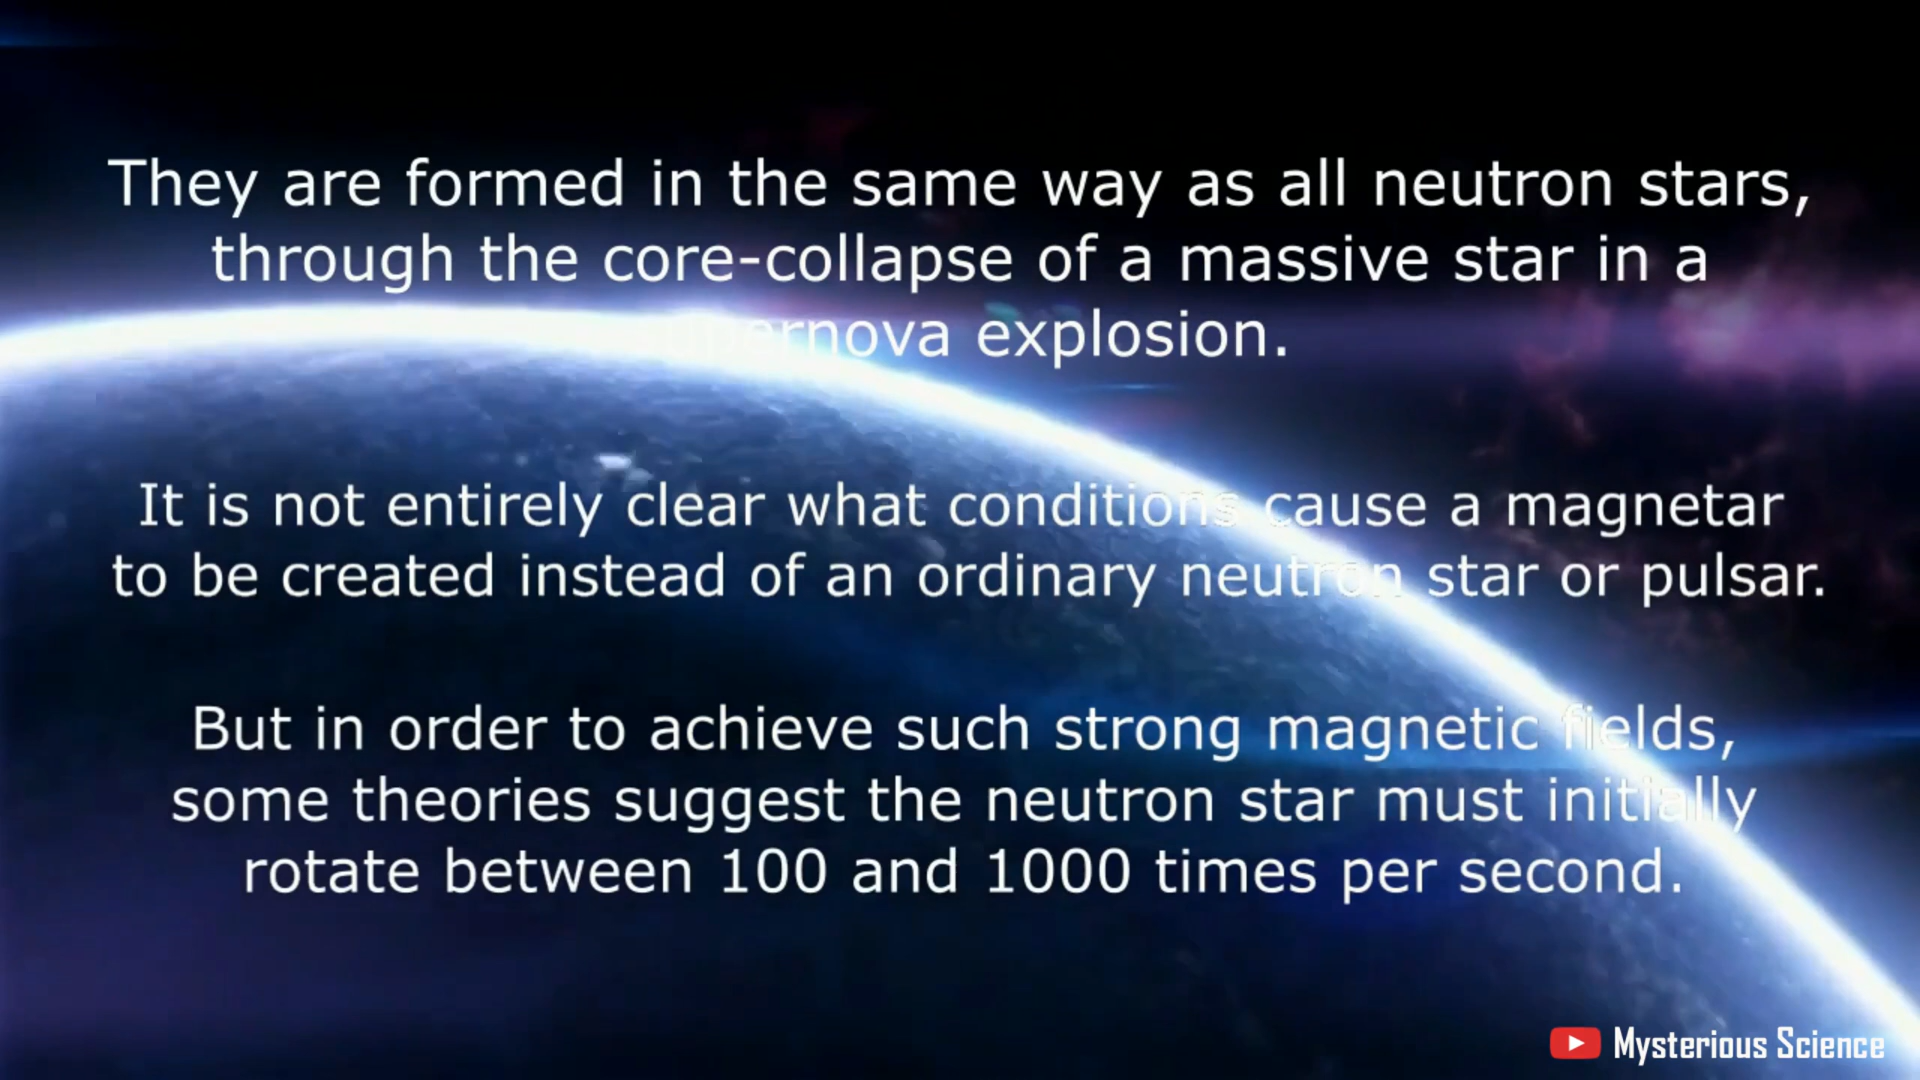 They are formed in the same way as all neutron stars,
through the core-collapse of a massive star in a
supernova explosion.
It is not entirely clear what conditions cause a magnetar
to be created instead of an ordinary neutron star or pulsar.
But in order to achieve such strong magnetic fields,
some theories suggest the neutron star must initially
rotate between 100 and 1000 times per second.
Mysterious Science